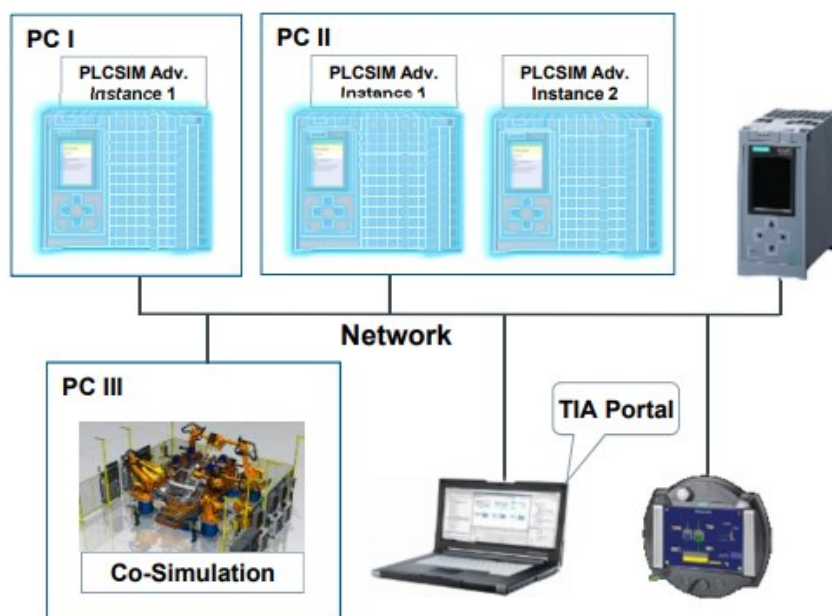 PC I
PLCSIM Adv.
Instance 1
PC II
PLCSIM Adv.
Instance 1
PLCSIM Adv.
Instance 2
SIEMENS
Network
PC III
Co-Simulation
TIA Portal